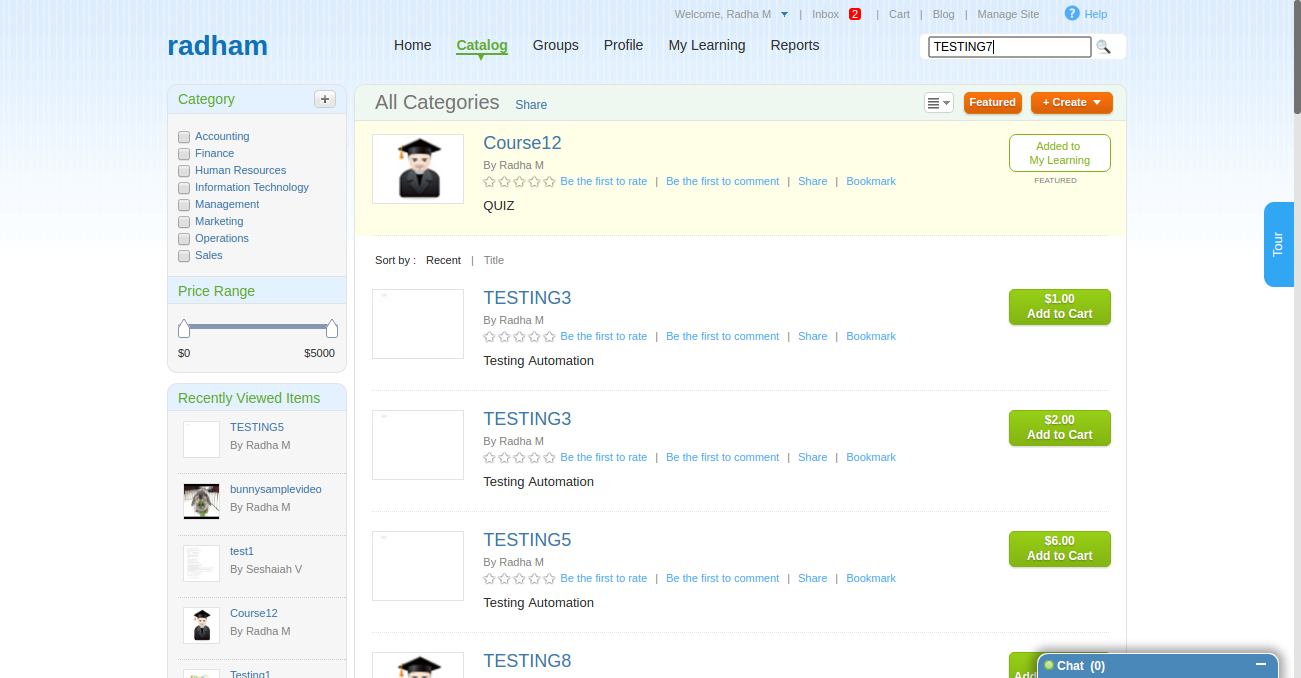 Welcome, Radha M | Inbox 2 | Cart | Blog | Manage Site ? Help
radham
Home Catalog Groups Profile My Learning Reports
TESTING7
Category +
Accounting
Finance
Human Resources
Information Technology
Management
Marketing
Operations
Sales
Price Range
$0 $5000
Recently Viewed Items
TESTING5
By Radha M
bunnysamplevideo
By Radha M
test1
By Seshaiah V
Course12
By Radha M
Testing1
All Categories Share Featured + Create
Course12
By Radha M
Be the first to rate | Be the first to comment | Share | Bookmark
QUIZ
Added to
My Learning
FEATURED
Sort by : Recent | Title
TESTING3
By Radha M
Be the first to rate | Be the first to comment | Share | Bookmark
Testing Automation
$1.00
Add to Cart
TESTING3
By Radha M
Be the first to rate | Be the first to comment | Share | Bookmark
Testing Automation
$2.00
Add to Cart
TESTING5
By Radha M
Be the first to rate | Be the first to comment | Share | Bookmark
Testing Automation
$6.00
Add to Cart
TESTING8
Add
Tour
Chat (0)